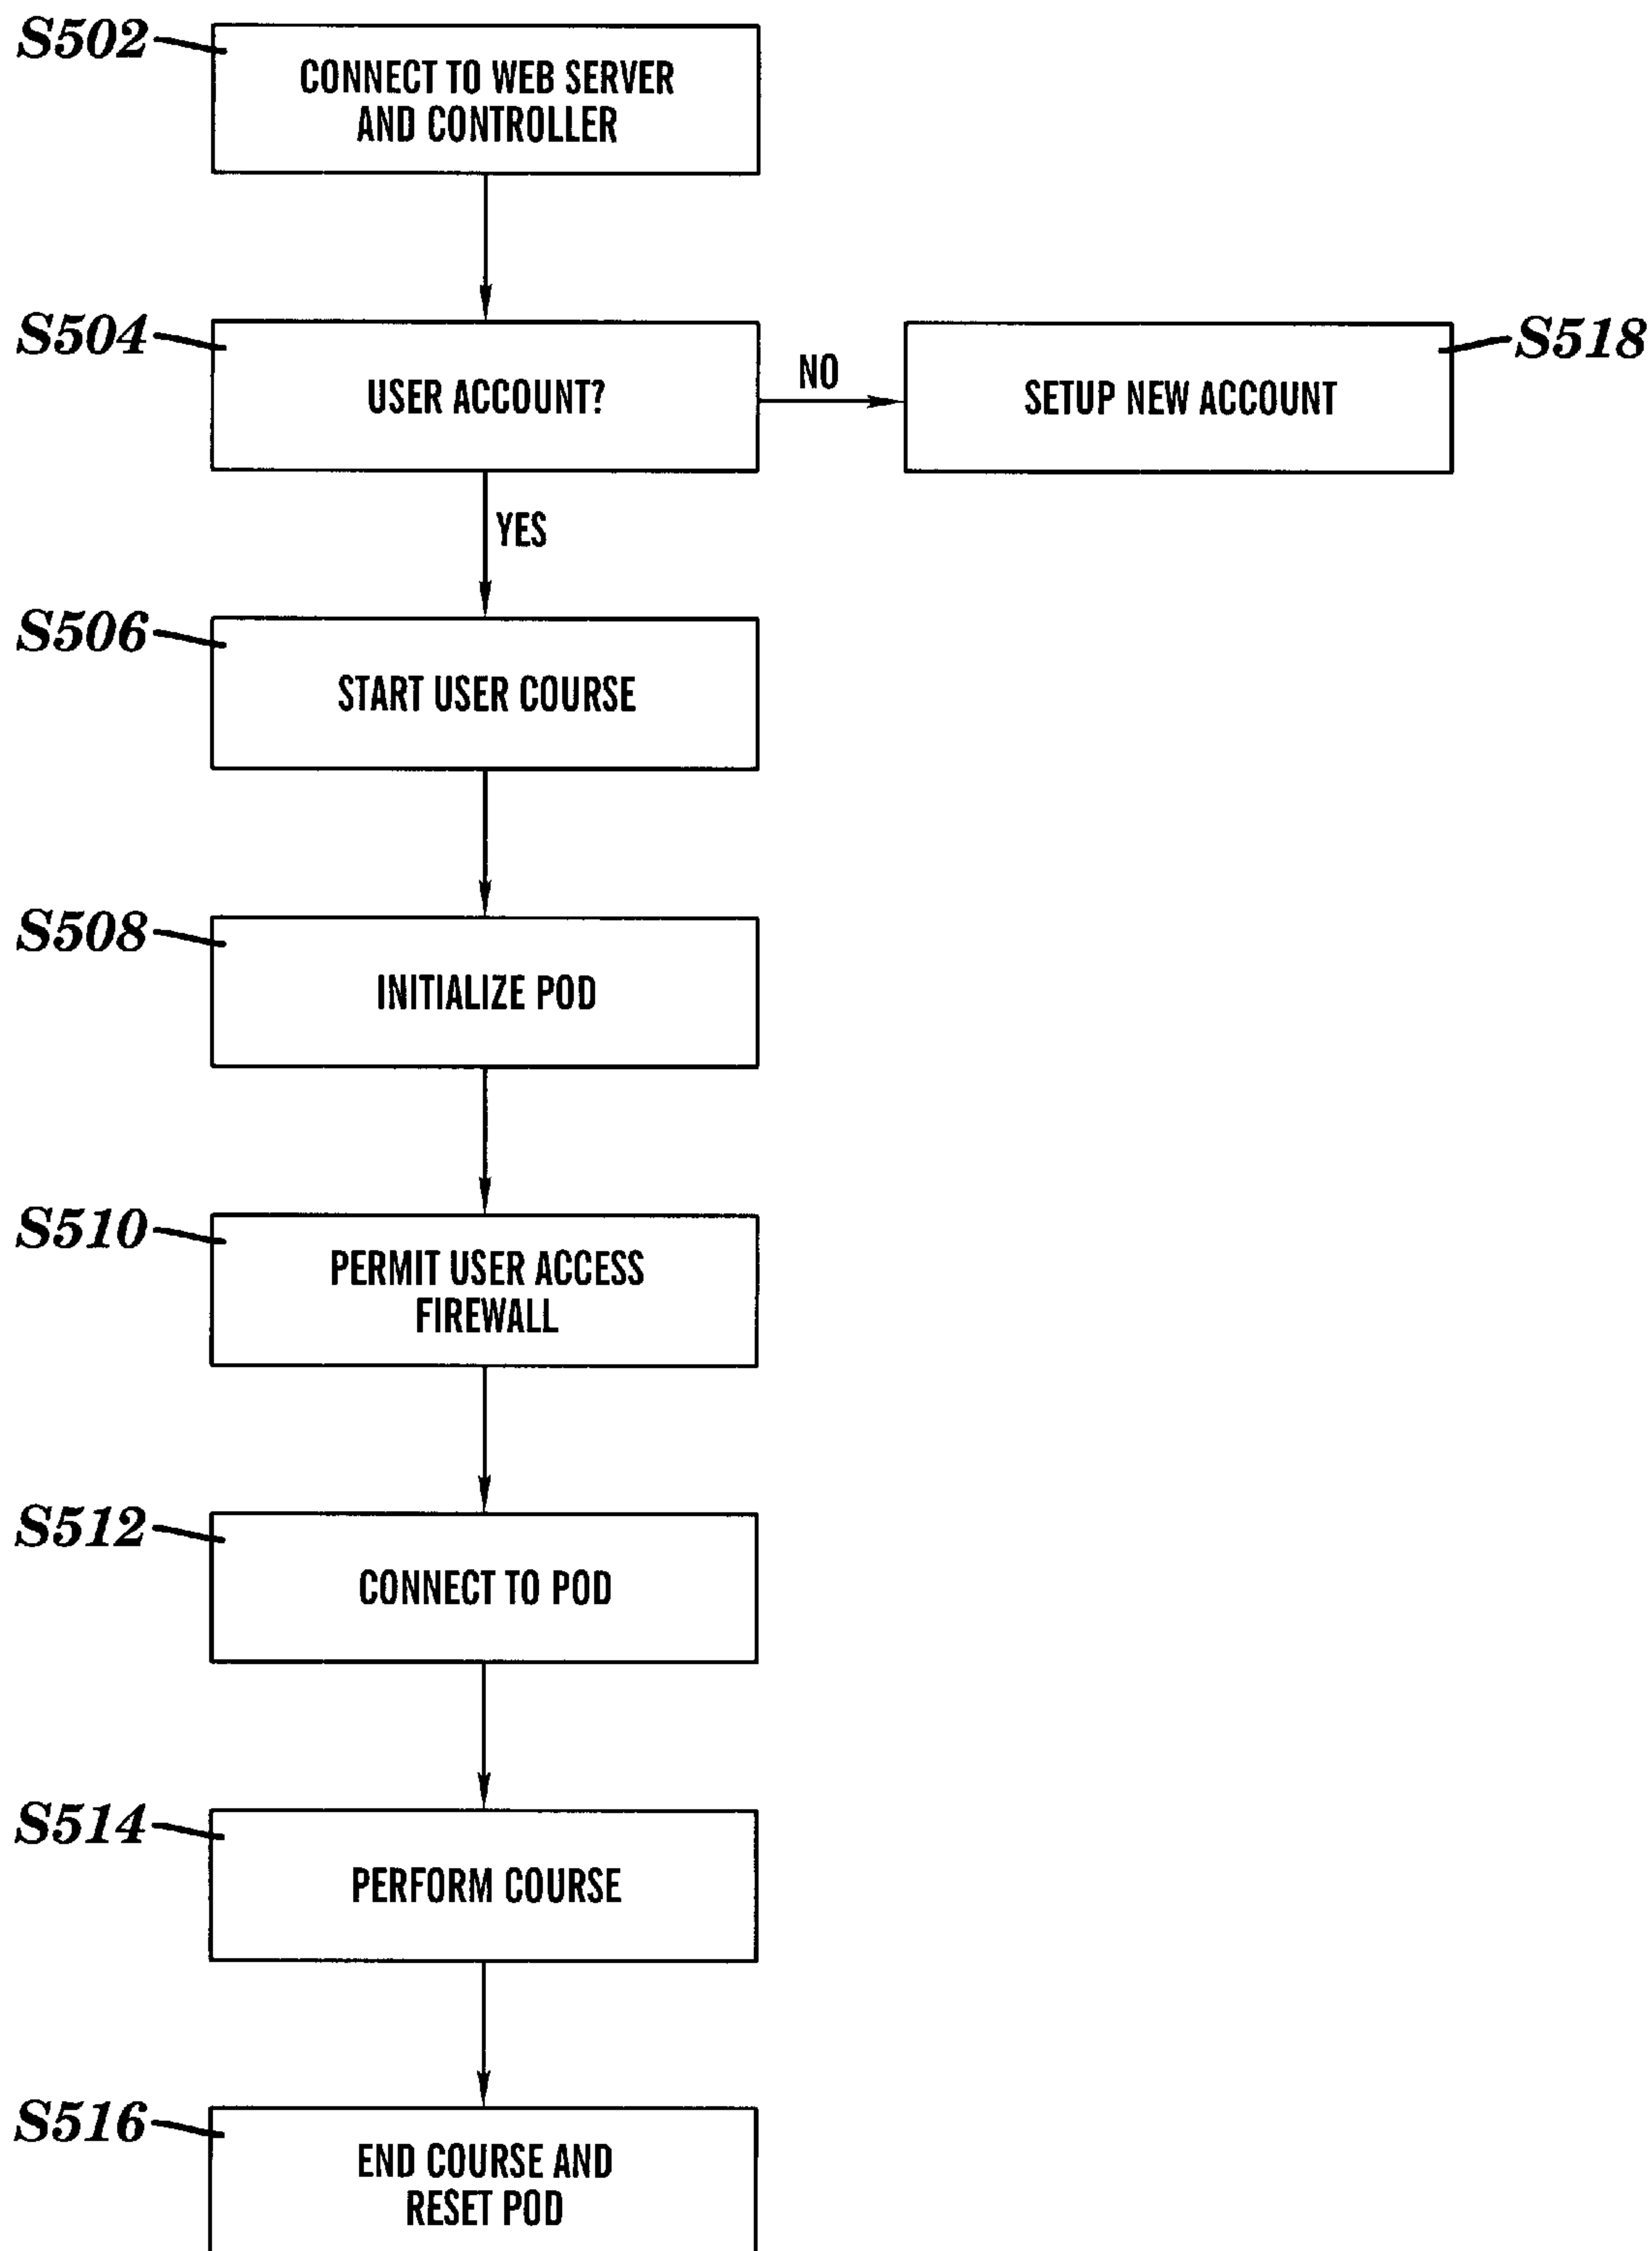 S502
CONNECT TO WEB SERVER
AND CONTROLLER
S504
USER ACCOUNT?
NO
SETUP NEW ACCOUNT
S518
YES
S506
START USER COURSE
S508
INITIALIZE POD
S510
PERMIT USER ACCESS
FIREWALL
S512
CONNECT TO POD
S514
PERFORM COURSE
S516
END COURSE AND
RESET POD